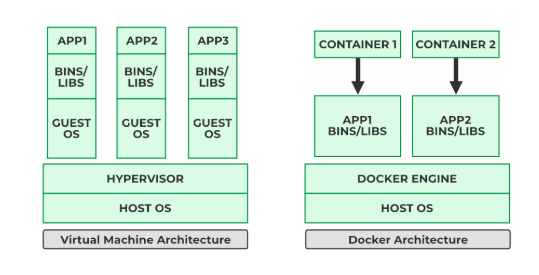 APP1
APP2
APP3
BINS/
LIBS
BINS/
LIBS
BINS/
LIBS
GUEST
OS
GUEST
OS
GUEST
OS
HYPERVISOR
HOST OS
Virtual Machine Architecture
CONTAINER 1
CONTAINER 2
APP1
BINS/LIBS
APP2
BINS/LIBS
DOCKER ENGINE
HOST OS
Docker Architecture